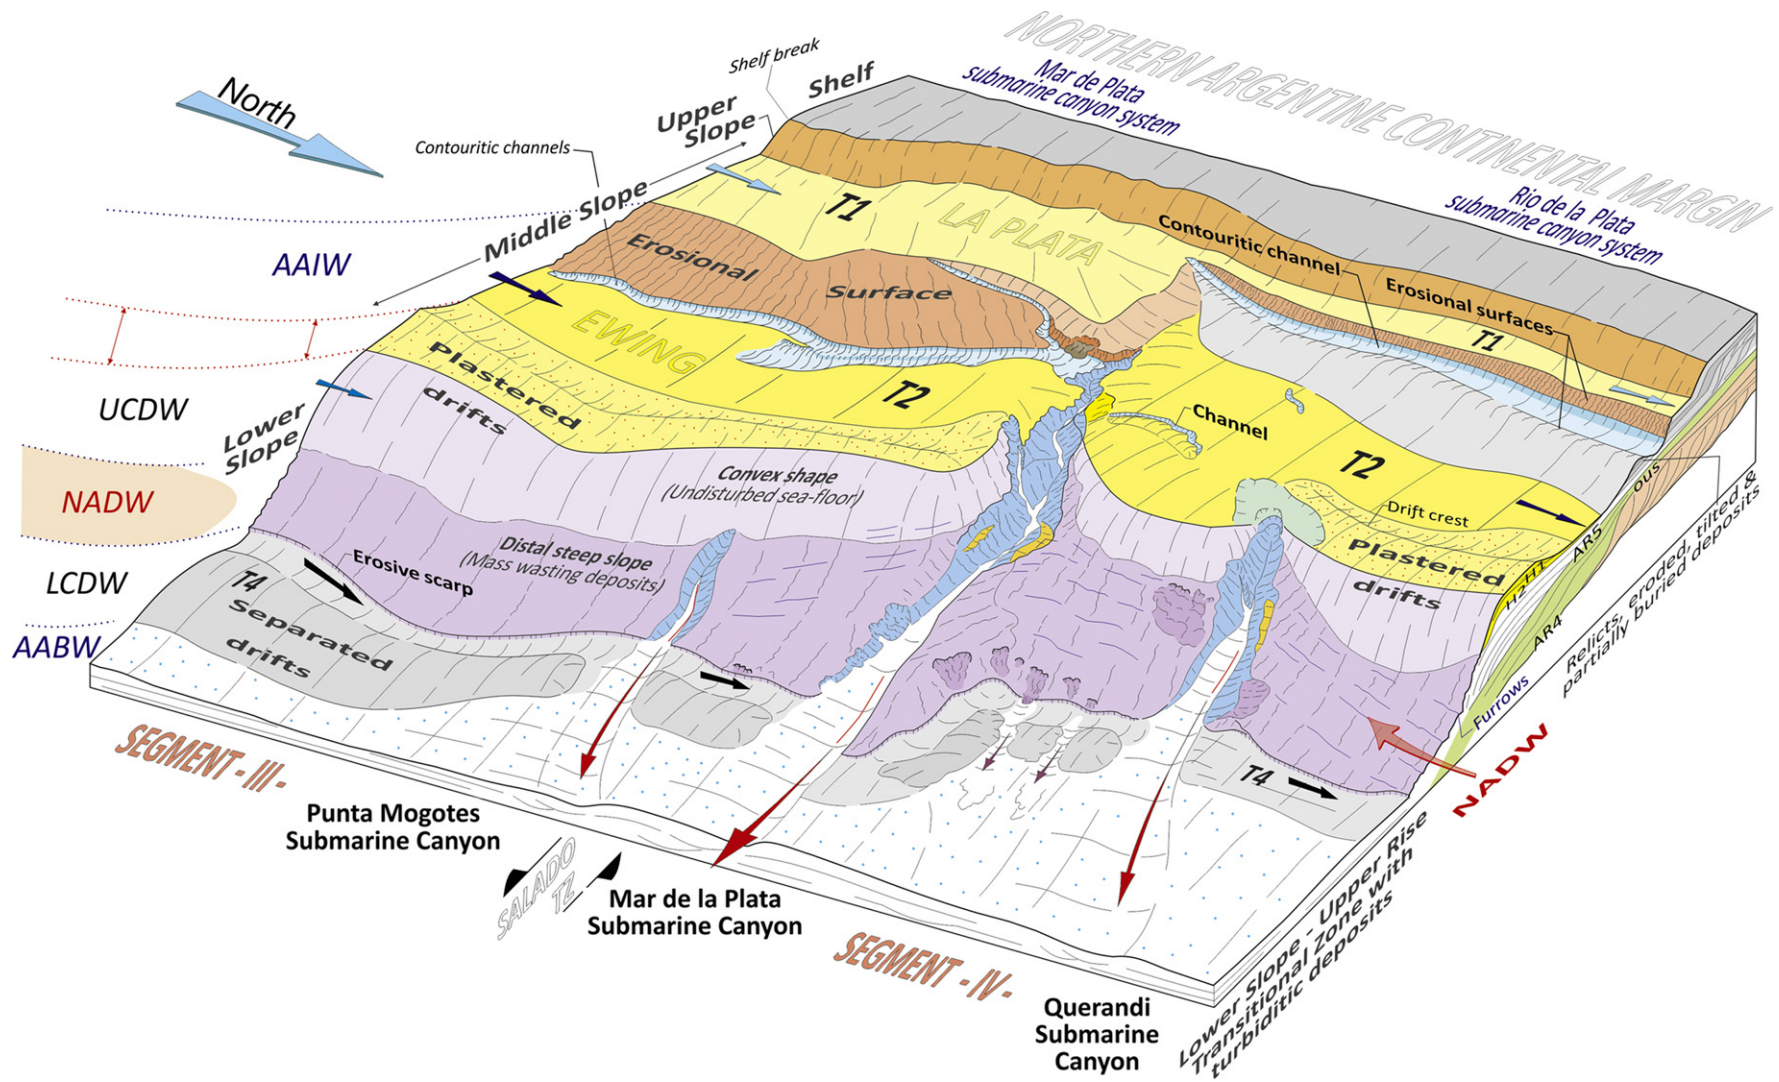 NORTHERN ARGENTINE CONTINENTAL MARGIN
Shelf break
Shelf
Mar de Plata
submarine canyon system
North
Upper
Slope
Contouritic channels
Rio de la Plata
submarine canyon system
Middle Slope
T1
LA PLATA
Contouritic channel
AAIW
Erosional
Surface
Erosional surfaces
T1
EWING
Plastered
drifts
T2
UCDW
Lower
Slope
Channel
T2
Convex shape
(Undisturbed sea-floor)
ous
NADW
Drift crest
Distal steep slope
(Mass wasting deposits)
Plastered
drifts
AR5
H1
H2
AR4
Relicts, eroded, tilted &
partially buried deposits
LCDW
Erosive scarp
T4
Separated
drifts
AABW
Furrows
NADW
T4
SEGMENT - III -
Punta Mogotes
Submarine Canyon
SALADO
TZ
Mar de la Plata
Submarine Canyon
SEGMENT - IV -
Querandi
Submarine
Canyon
Lower Slope - Upper Rise
Transitional Zone with
turbiditic deposits